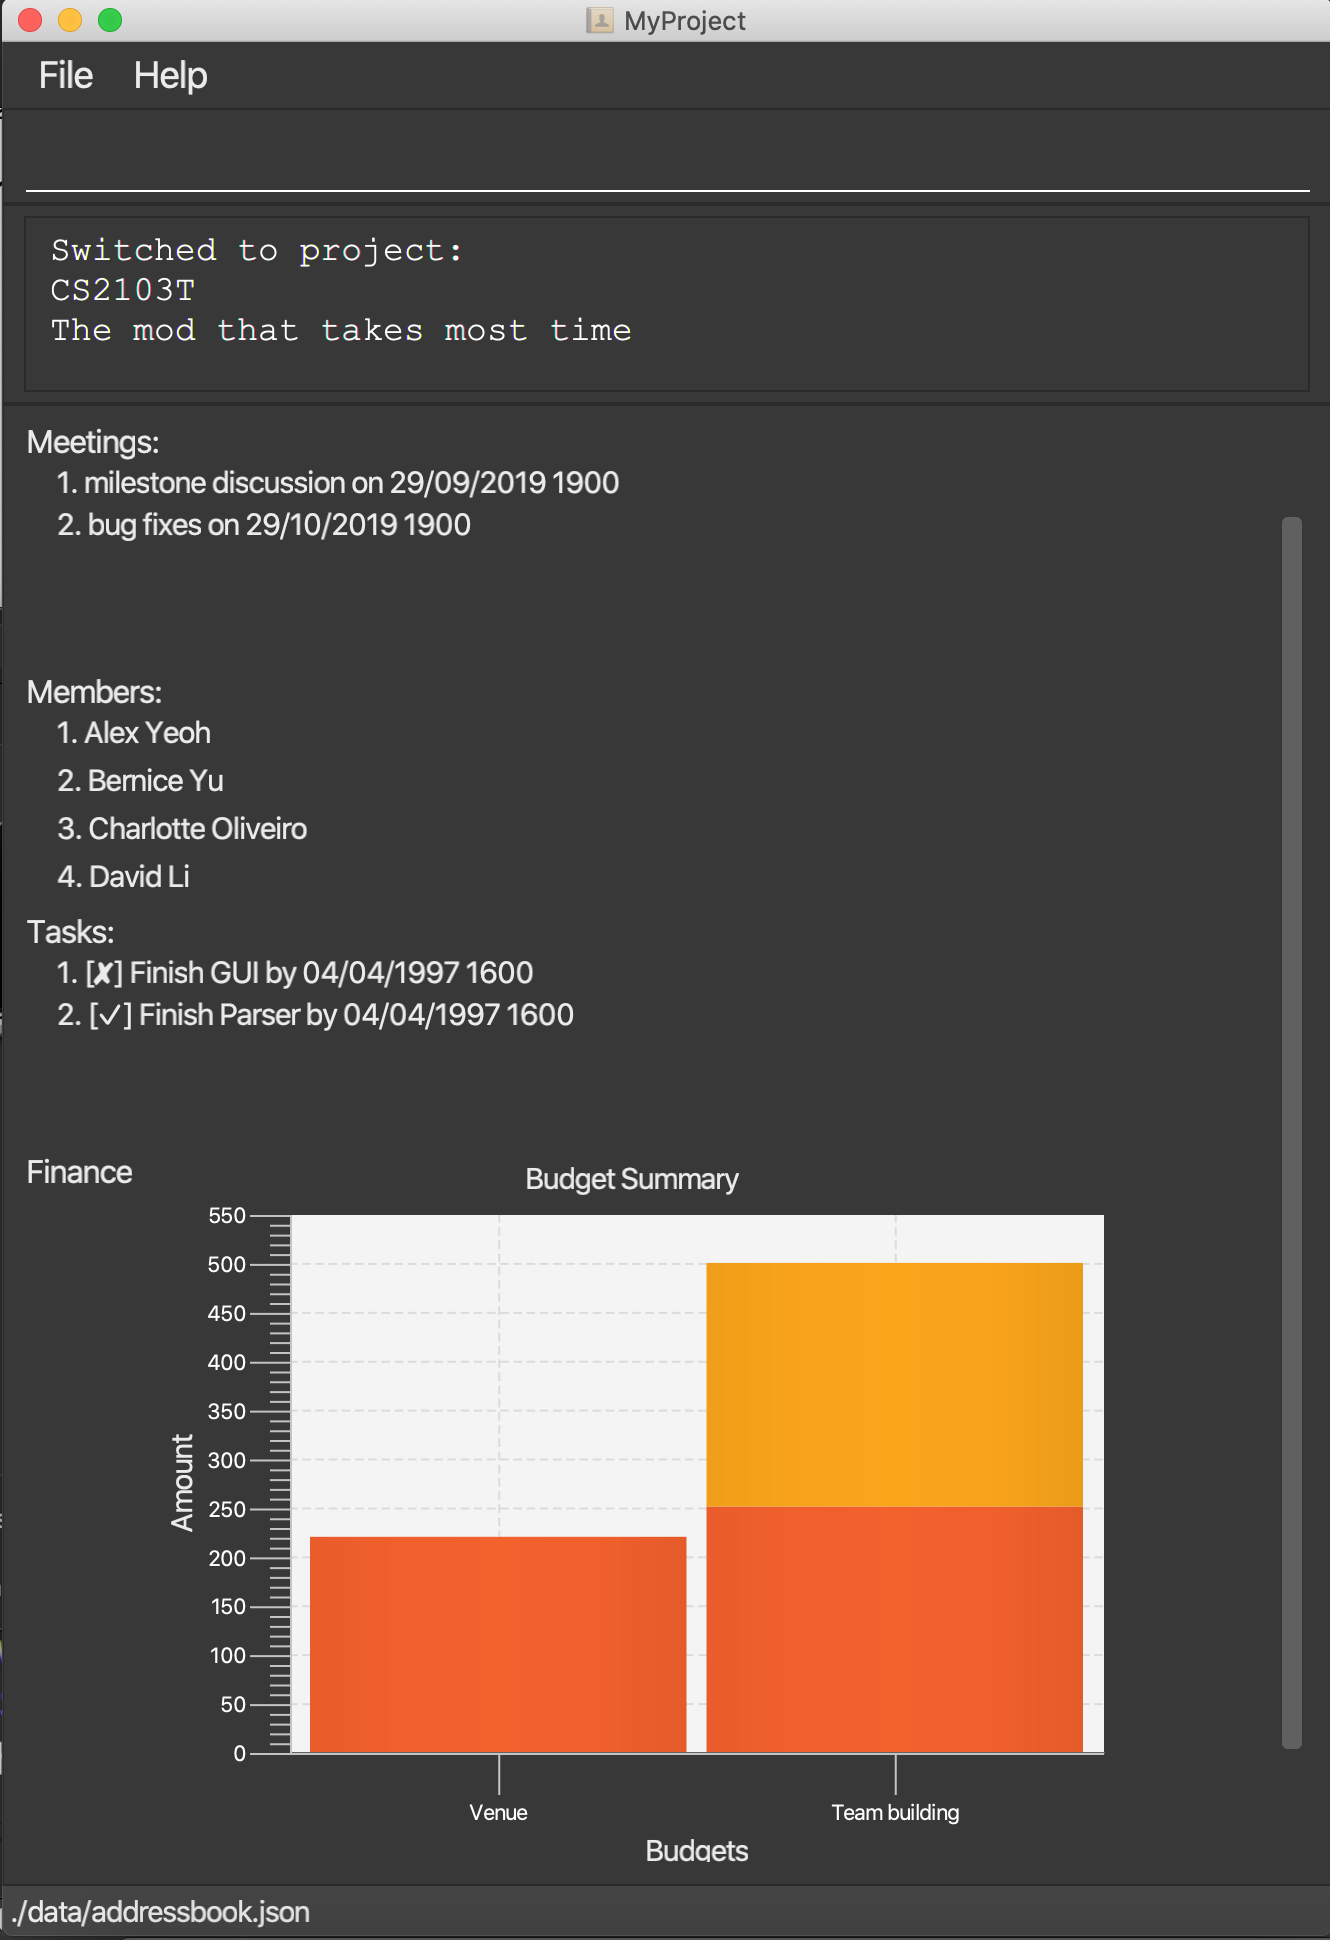 MyProject
File Help
Switched to project:
CS2103T
The mod that takes most time
Meetings:
1. milestone discussion on 29/09/2019 1900
2. bug fixes on 29/10/2019 1900
Members:
1. Alex Yeoh
2. Bernice Yu
3. Charlotte Oliveiro
4. David Li
Tasks:
1. [✘] Finish GUI by 04/04/1997 1600
2. [✓] Finish Parser by 04/04/1997 1600
Finance
Budget Summary
550
500
450
400
350
300
250
200
150
100
50
0
Amount
Venue
Team building
Budgets
./data/addressbook.json